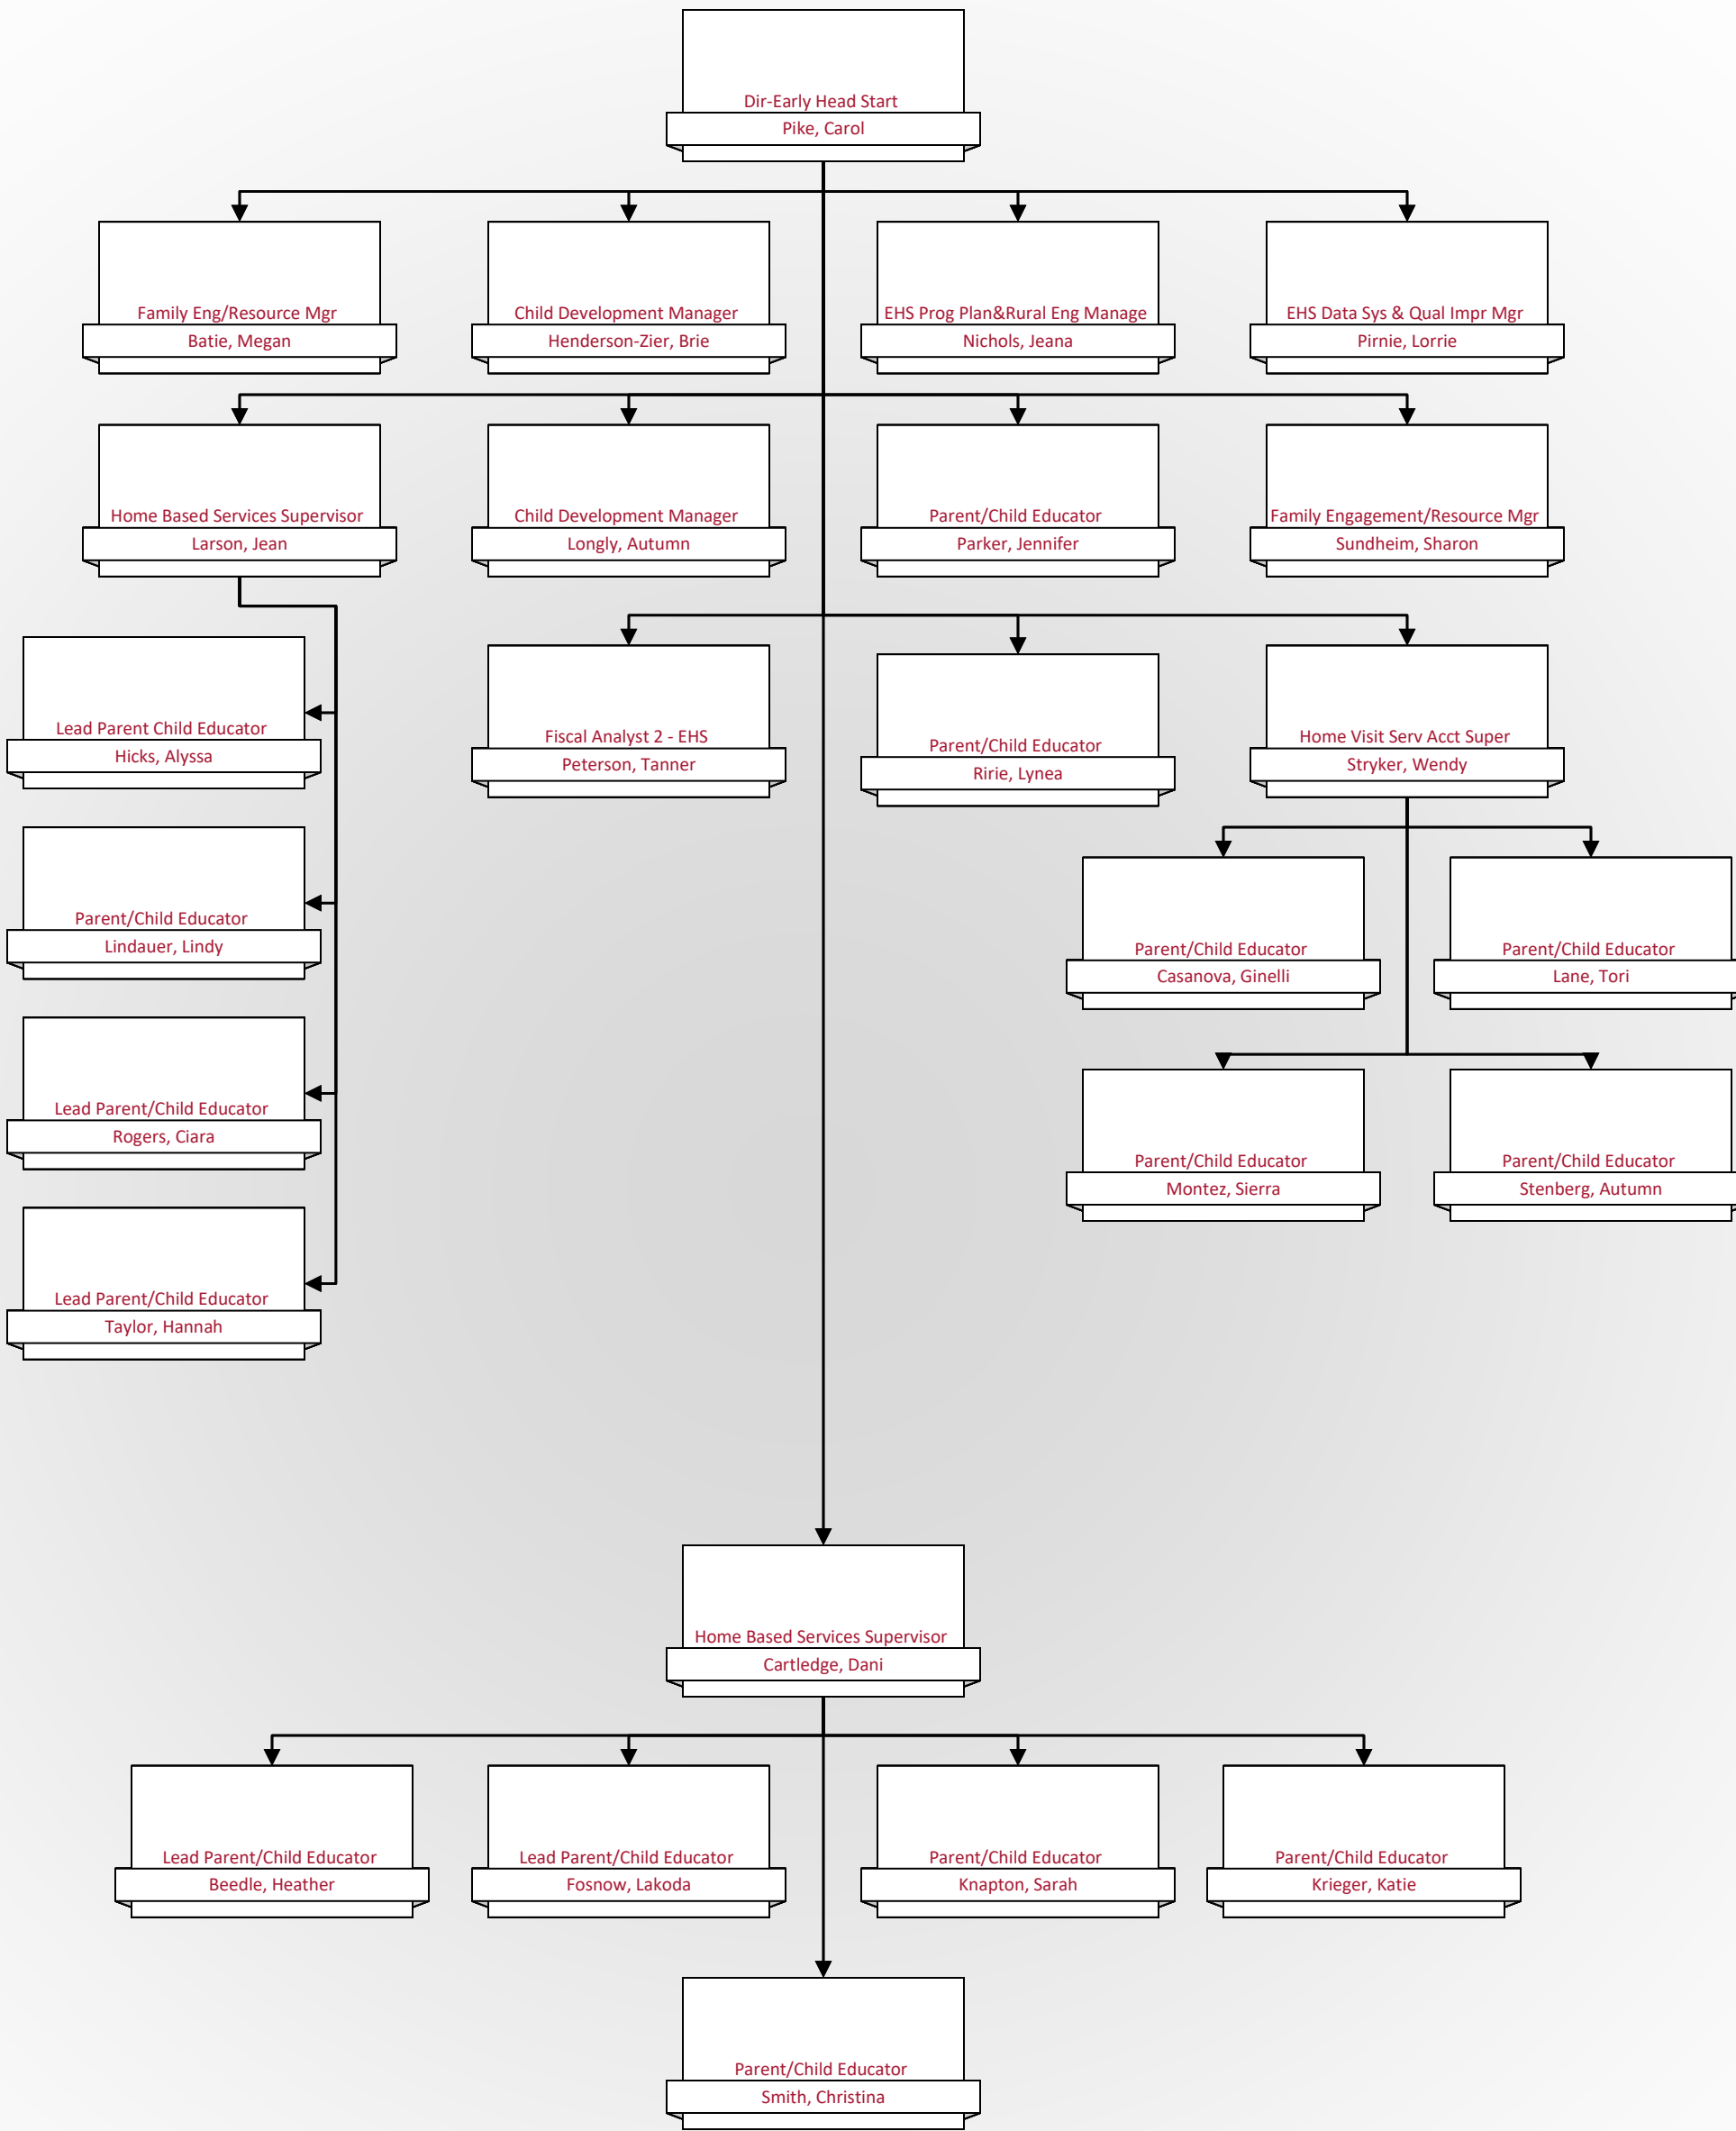 Dir-Early Head Start
Pike, Carol
Family Eng/Resource Mgr
Batie, Megan
Child Development Manager
Henderson-Zier, Brie
EHS Prog Plan&Rural Eng Manage
Nichols, Jeana
EHS Data Sys & Qual Impr Mgr
Pirnie, Lorrie
Home Based Services Supervisor
Larson, Jean
Child Development Manager
Longly, Autumn
Parent/Child Educator
Parker, Jennifer
Family Engagement/Resource Mgr
Sundheim, Sharon
Lead Parent Child Educator
Hicks, Alyssa
Fiscal Analyst 2 - EHS
Peterson, Tanner
Parent/Child Educator
Ririe, Lynea
Home Visit Serv Acct Super
Stryker, Wendy
Parent/Child Educator
Lindauer, Lindy
Parent/Child Educator
Casanova, Ginelli
Parent/Child Educator
Lane, Tori
Lead Parent/Child Educator
Rogers, Ciara
Parent/Child Educator
Montez, Sierra
Parent/Child Educator
Stenberg, Autumn
Lead Parent/Child Educator
Taylor, Hannah
Home Based Services Supervisor
Cartledge, Dani
Lead Parent/Child Educator
Beedle, Heather
Lead Parent/Child Educator
Fosnow, Lakoda
Parent/Child Educator
Knapton, Sarah
Parent/Child Educator
Krieger, Katie
Parent/Child Educator
Smith, Christina